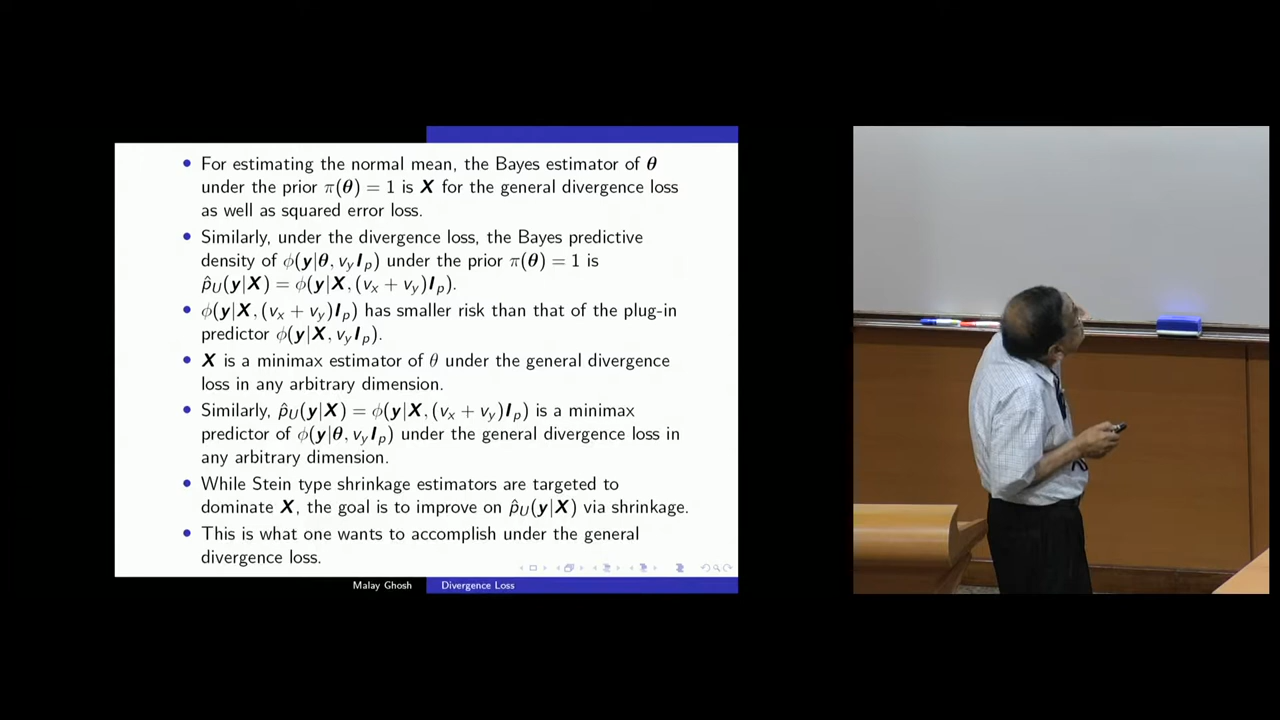 • For estimating the normal mean, the Bayes estimator of θ
under the prior π(θ) = 1 is X for the general divergence loss
as well as squared error loss.
• Similarly, under the divergence loss, the Bayes predictive
density of ϕ(y|θ, v_y I_p) under the prior π(θ) = 1 is
p̂_U(y|X) = ϕ(y|X, (v_x + v_y)I_p).
• ϕ(y|X, (v_x + v_y)I_p) has smaller risk than that of the plug-in
predictor ϕ(y|X, v_y I_p).
• X is a minimax estimator of θ under the general divergence
loss in any arbitrary dimension.
• Similarly, p̂_U(y|X) = ϕ(y|X, (v_x + v_y)I_p) is a minimax
predictor of ϕ(y|θ, v_y I_p) under the general divergence loss in
any arbitrary dimension.
• While Stein type shrinkage estimators are targeted to
dominate X, the goal is to improve on p̂_U(y|X) via shrinkage.
• This is what one wants to accomplish under the general
divergence loss.
Malay Ghosh Divergence Loss